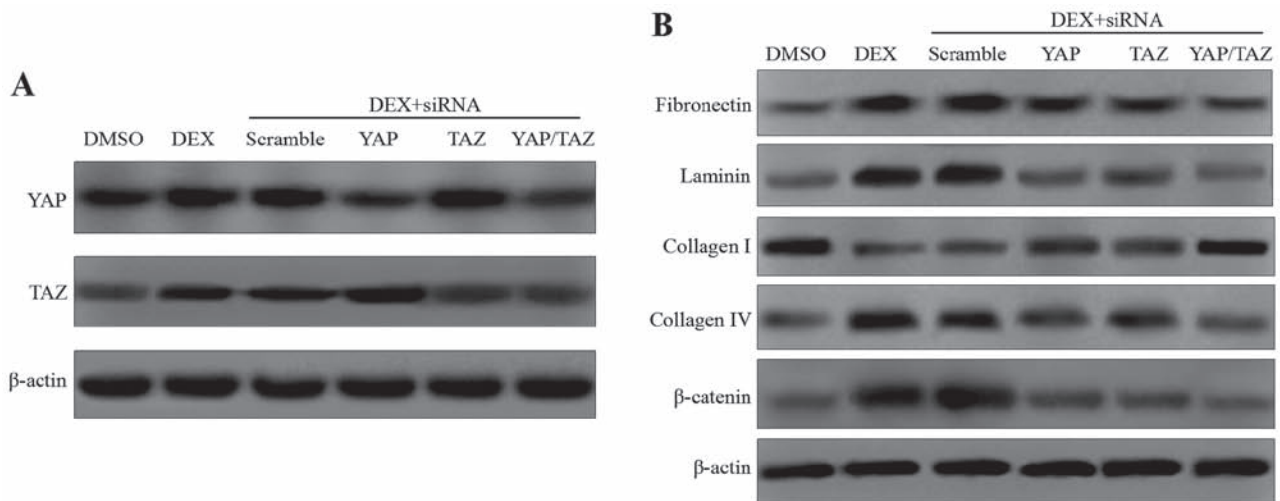 A
DEX+siRNA
DMSO DEX Scramble YAP TAZ YAP/TAZ
YAP
TAZ
β-actin
B
DEX+siRNA
DMSO DEX Scramble YAP TAZ YAP/TAZ
Fibronectin
Laminin
Collagen I
Collagen IV
β-catenin
β-actin